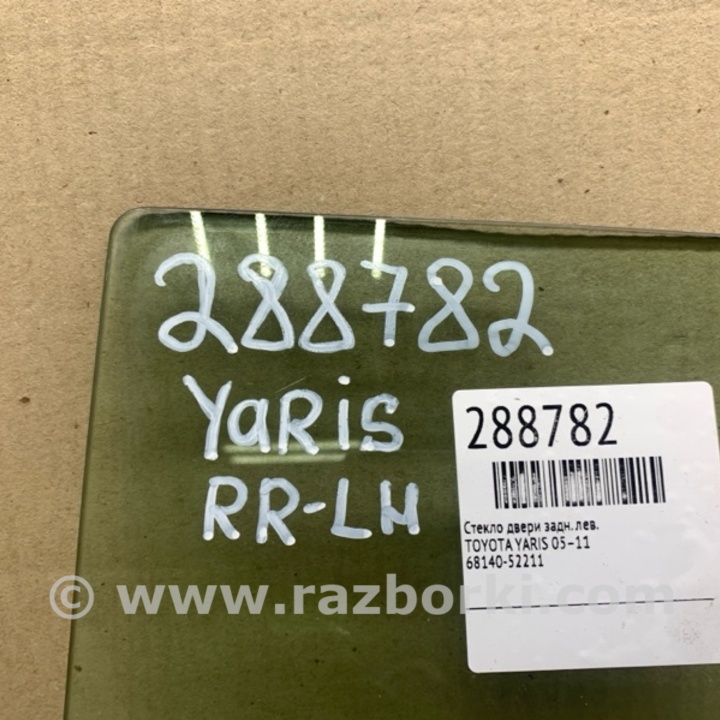 288782
YaRis
RR-LH
288782
Стекло двери задн. лев.
TOYOTA YARIS 05-11
68140-52211
© www.razborki.com